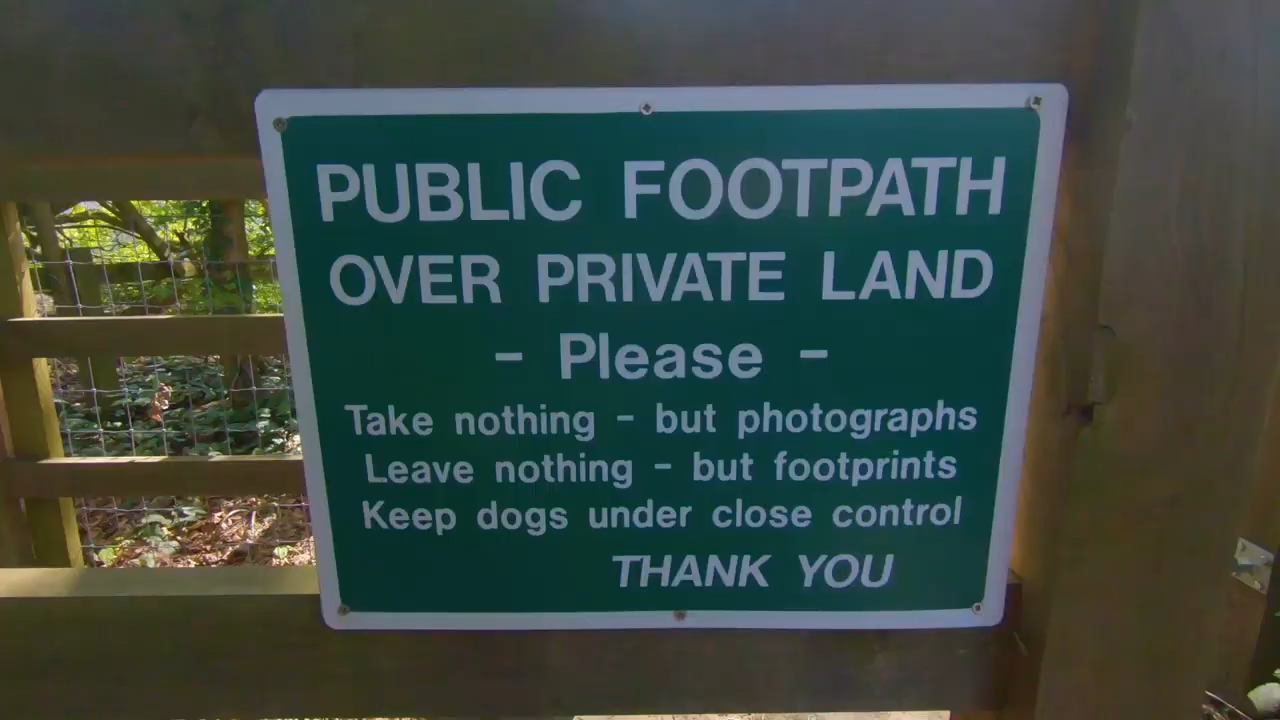 PUBLIC FOOTPATH
OVER PRIVATE LAND
- Please -
Take nothing - but photographs
Leave nothing - but footprints
Keep dogs under close control
THANK YOU